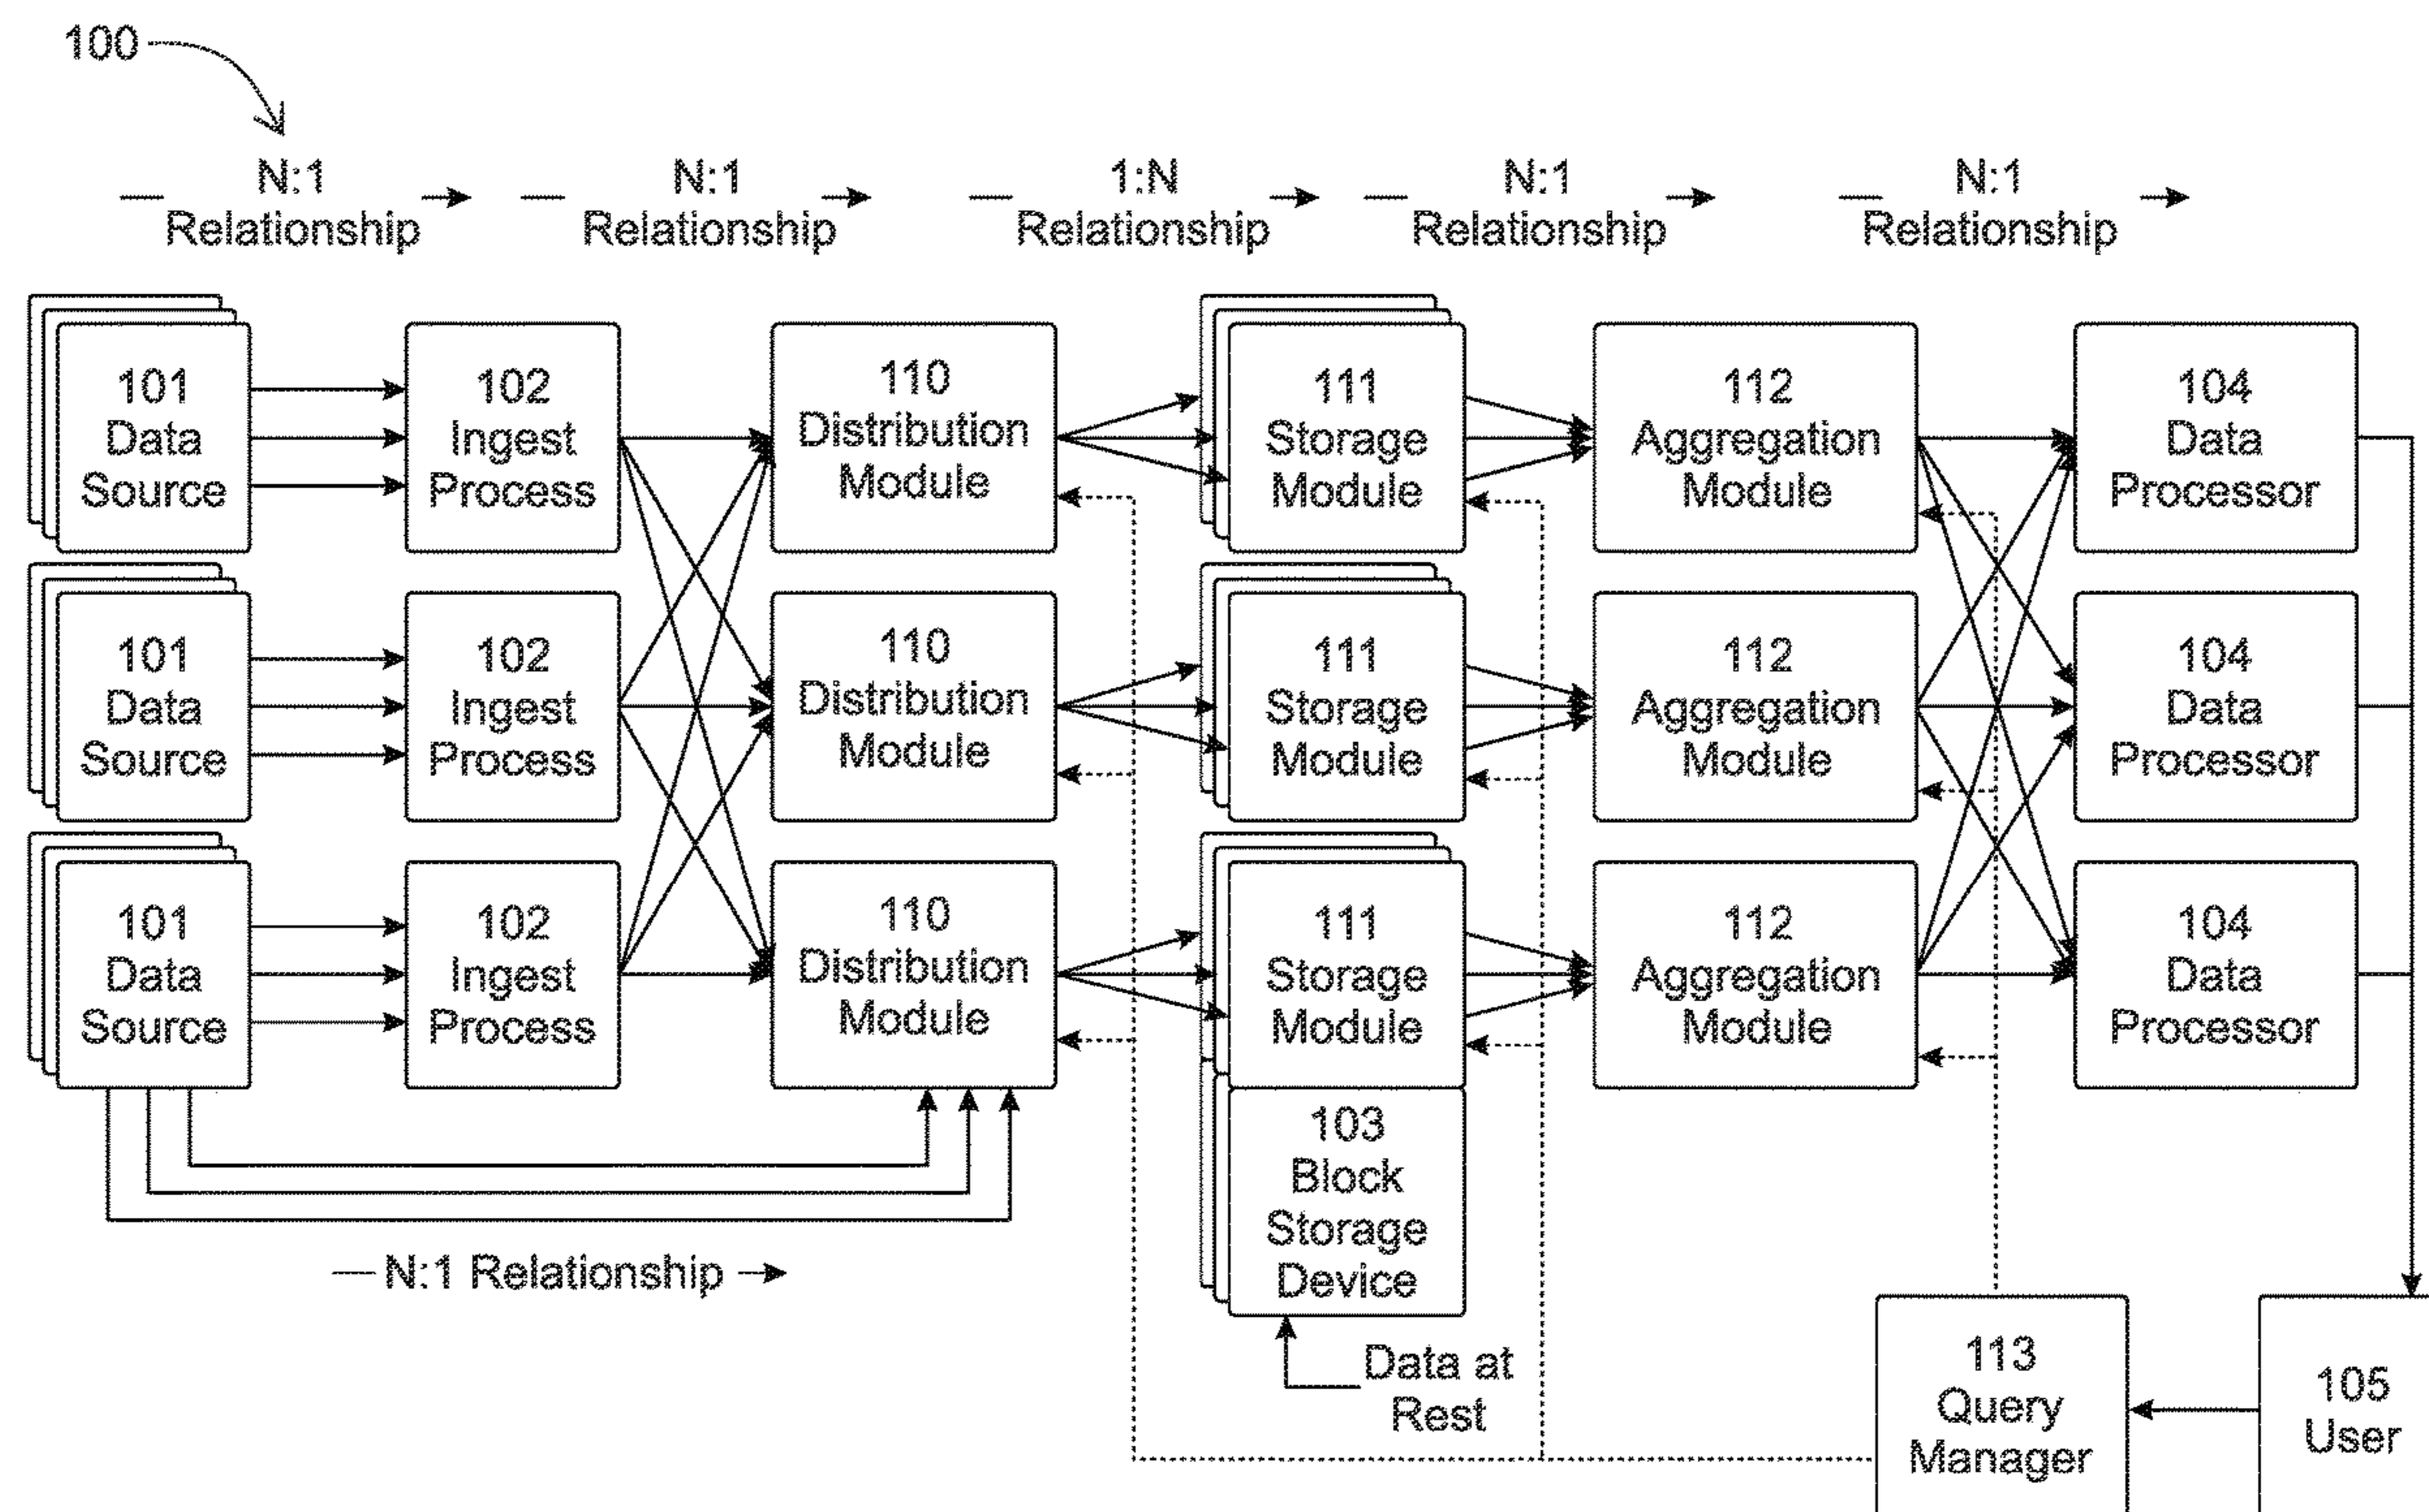 100
N:1
Relationship
N:1
Relationship
1:N
Relationship
N:1
Relationship
N:1
Relationship
101
Data
Source
102
Ingest
Process
110
Distribution
Module
111
Storage
Module
112
Aggregation
Module
104
Data
Processor
101
Data
Source
102
Ingest
Process
110
Distribution
Module
111
Storage
Module
112
Aggregation
Module
104
Data
Processor
101
Data
Source
102
Ingest
Process
110
Distribution
Module
111
Storage
Module
112
Aggregation
Module
104
Data
Processor
103
Block
Storage
Device
N:1 Relationship
Data at
Rest
113
Query
Manager
105
User